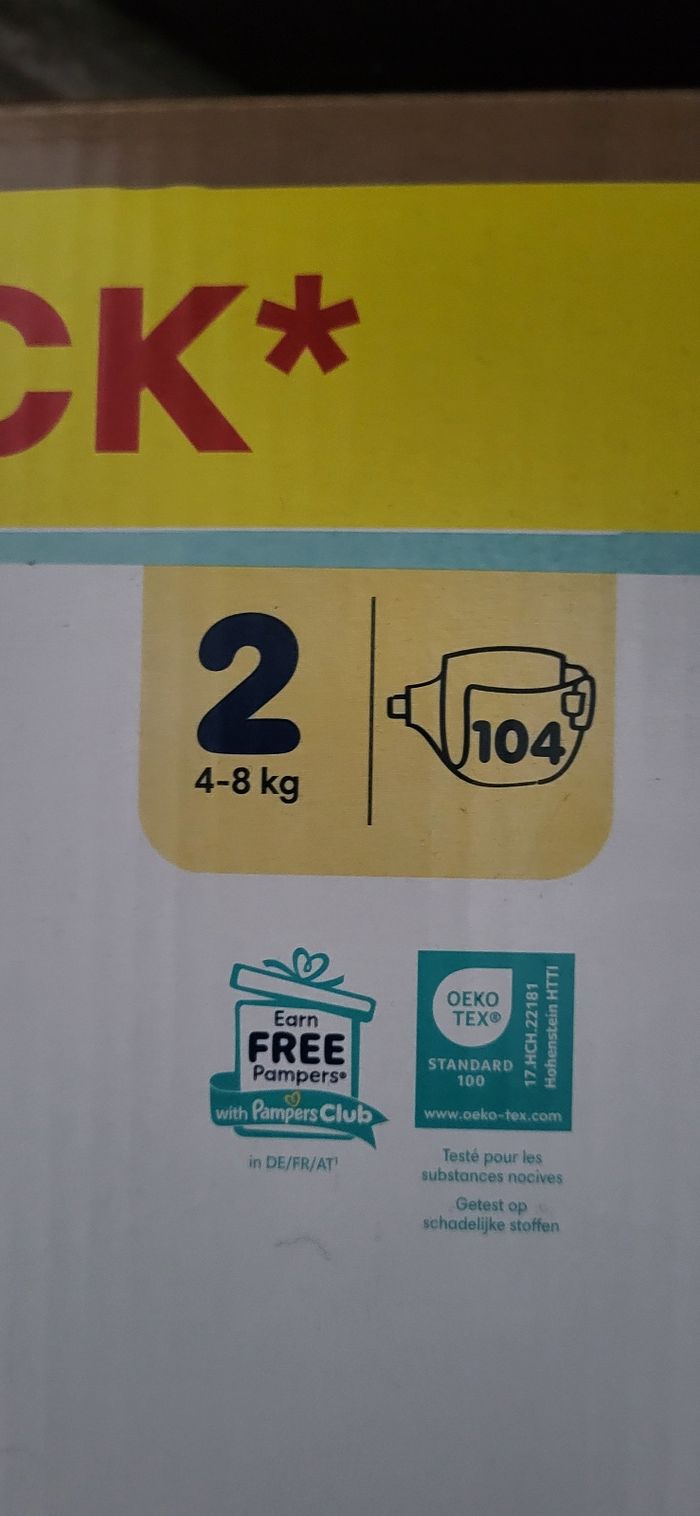 CK*
2
4-8 kg
104
Earn
FREE
Pampers®
with Pampers Club
in DE/FR/AT¹
OEKO
TEX®
STANDARD
100
17.HCH.22181
Hohenstein HTTI
www.oeko-tex.com
Testé pour les
substances nocives
Getest op
schadelijke stoffen